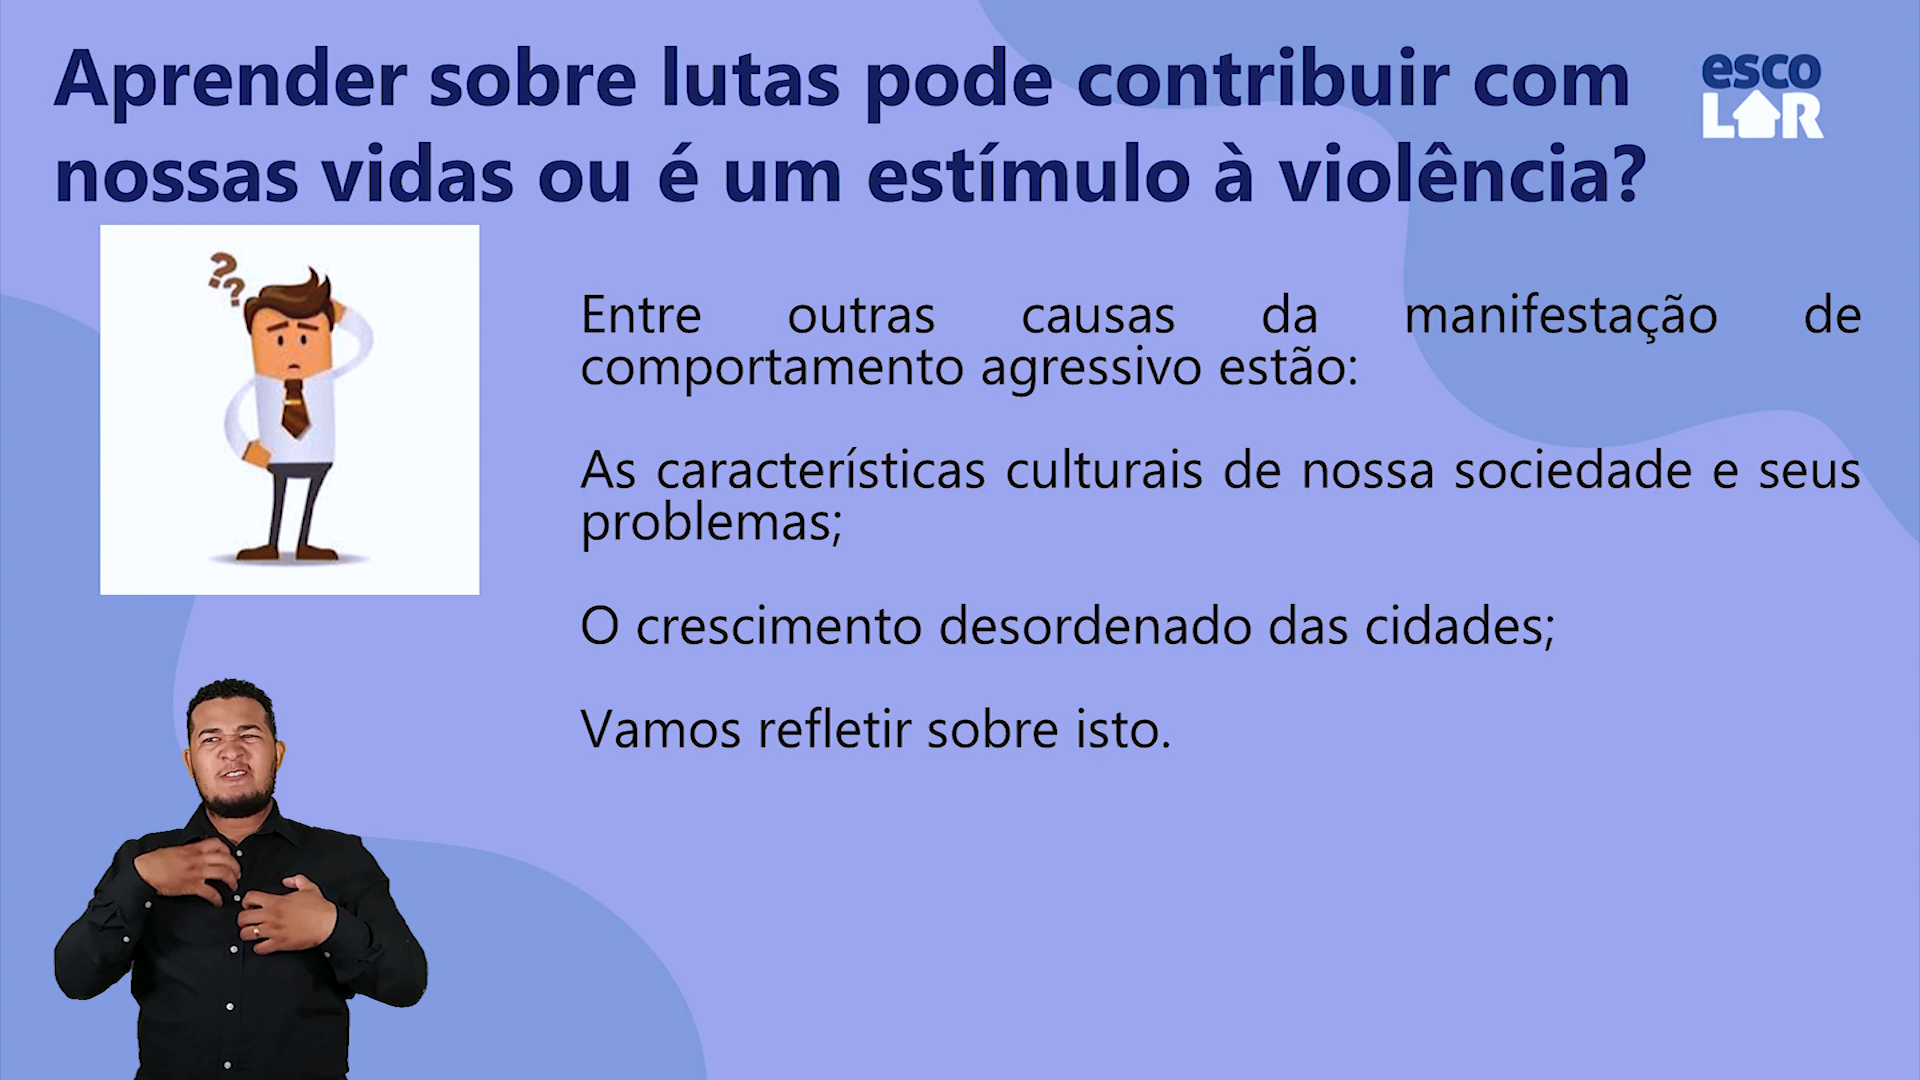 Aprender sobre lutas pode contribuir com
nossas vidas ou é um estímulo à violência?
esco
LAR
??
Entre outras causas da manifestação de
comportamento agressivo estão:
As características culturais de nossa sociedade e seus
problemas;
O crescimento desordenado das cidades;
Vamos refletir sobre isto.